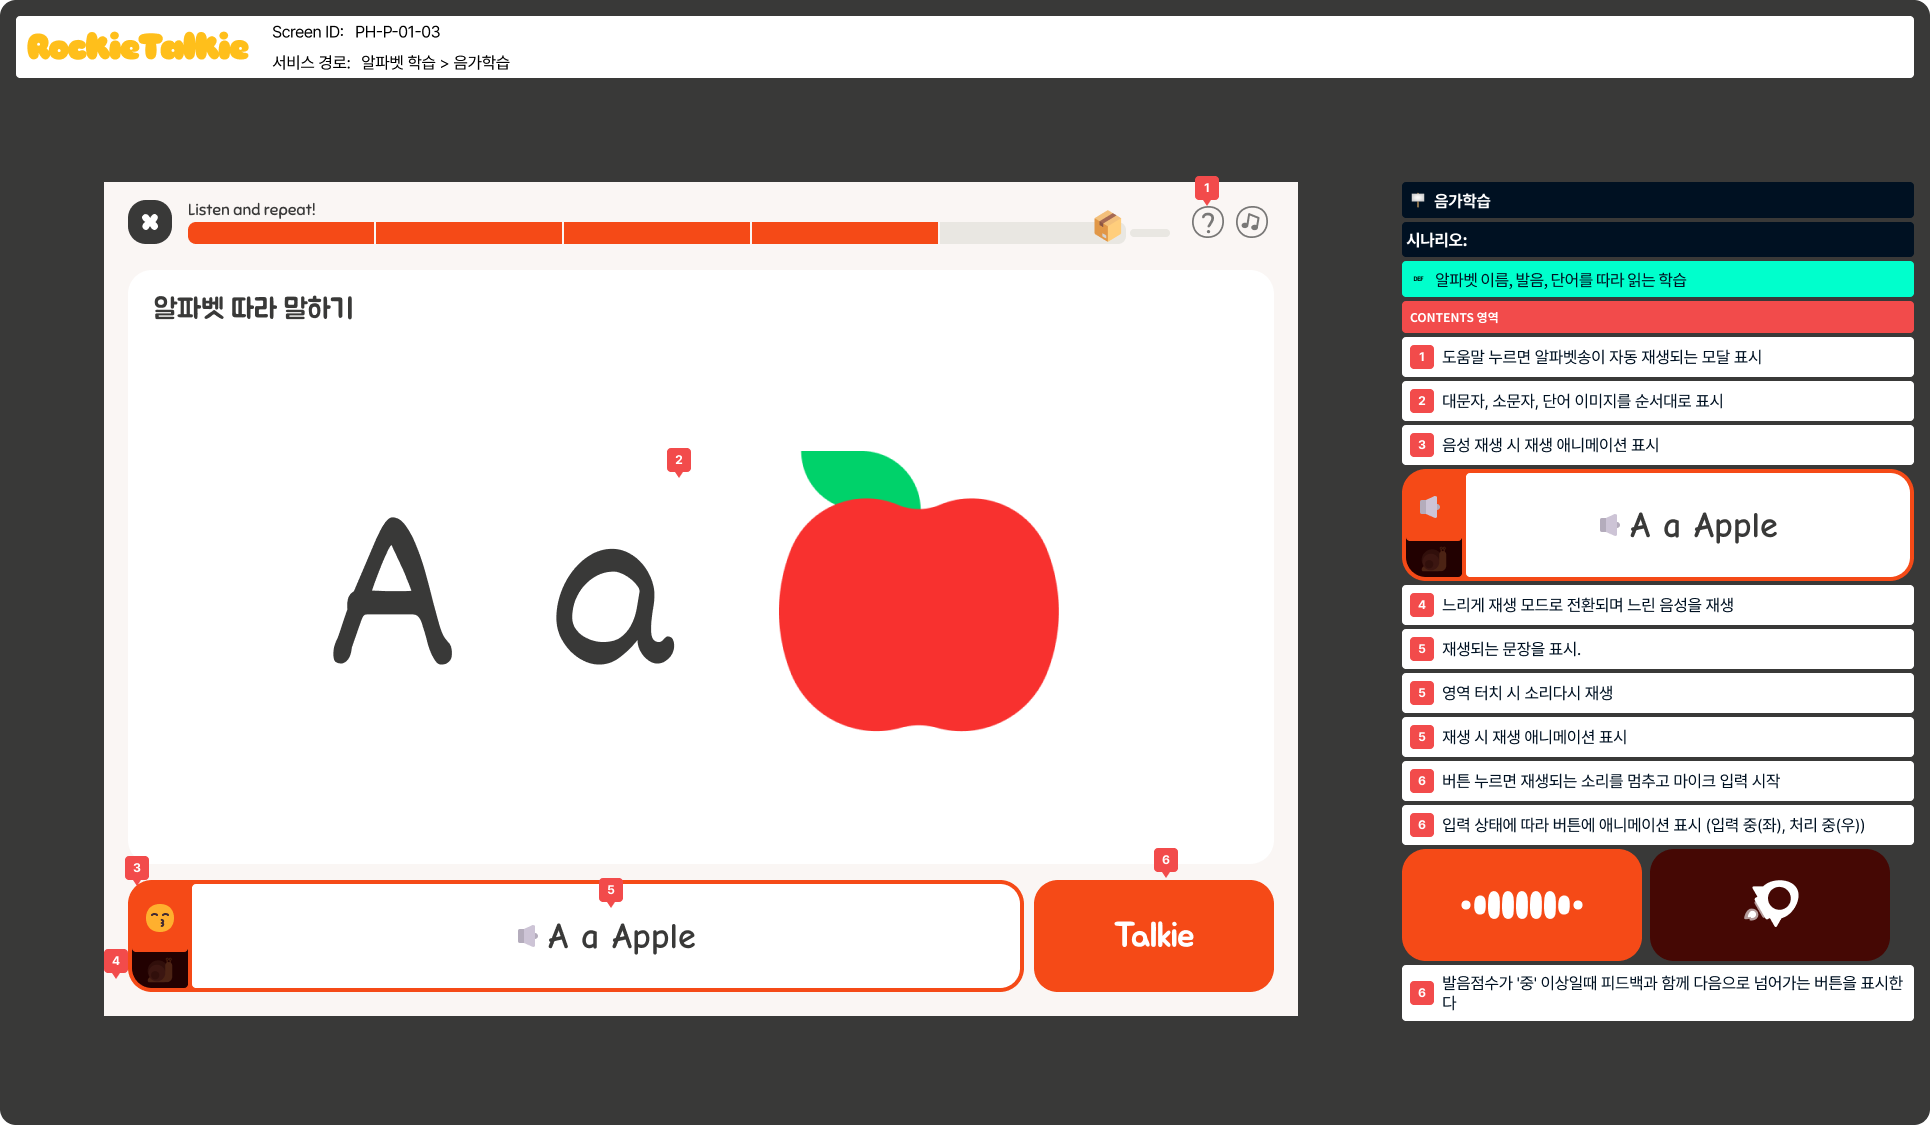 RockieTalkie
Screen ID: PH-P-01-03
서비스 경로: 알파벳 학습 > 음가학습
Listen and repeat!
1
?
알파벳 따라 말하기
2
A a
3
4
5
A a Apple
6
Talkie
음가학습
시나리오:
DEF 알파벳 이름, 발음, 단어를 따라 읽는 학습
CONTENTS 영역
1 도움말 누르면 알파벳송이 자동 재생되는 모달 표시
2 대문자, 소문자, 단어 이미지를 순서대로 표시
3 음성 재생 시 재생 애니메이션 표시
A a Apple
4 느리게 재생 모드로 전환되며 느린 음성을 재생
5 재생되는 문장을 표시.
5 영역 터치 시 소리다시 재생
5 재생 시 재생 애니메이션 표시
6 버튼 누르면 재생되는 소리를 멈추고 마이크 입력 시작
6 입력 상태에 따라 버튼에 애니메이션 표시 (입력 중(좌), 처리 중(우))
6 발음점수가 '중' 이상일때 피드백과 함께 다음으로 넘어가는 버튼을 표시한
다